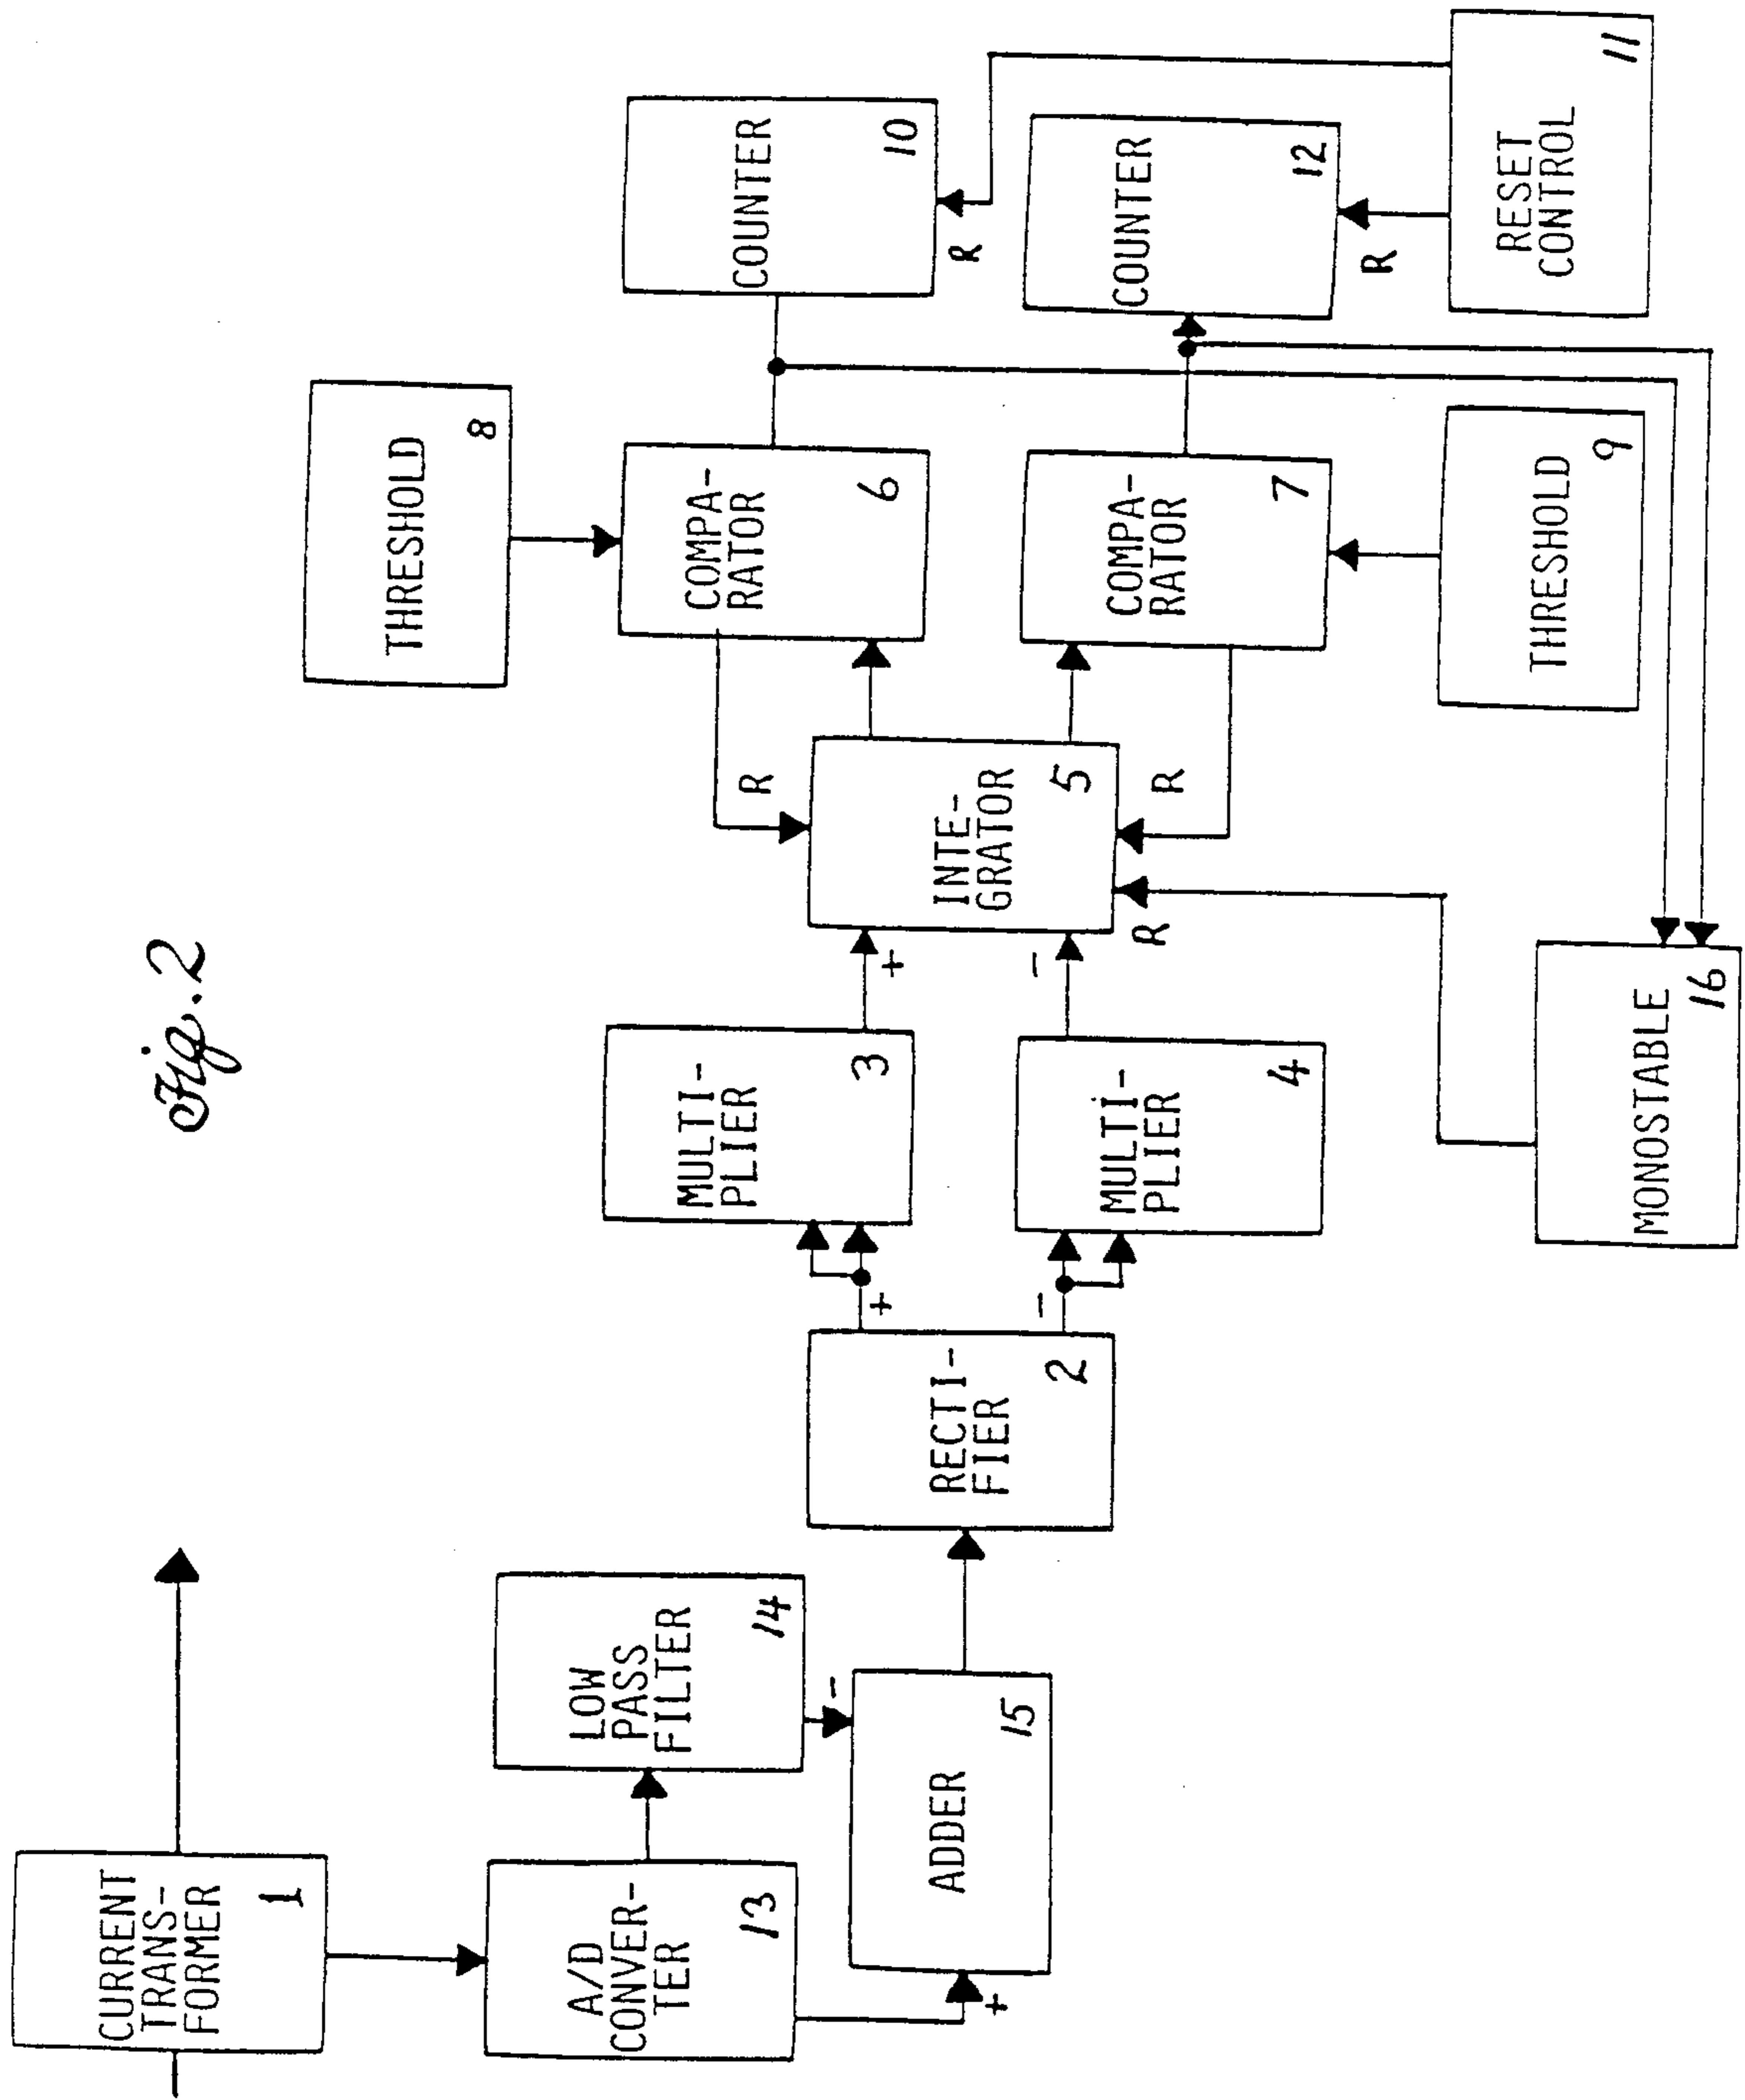 Fig. 2
CURRENT
TRANS-
FORMER
1
A/D
CONVER-
TER
13
LOW
PASS
FILTER
14
-
+
ADDER
15
RECTI-
FIER
2
+
-
MULTI-
PLIER
3
MULTI-
PLIER
4
+
-
INTE-
GRATOR
5
R
R
R
THRESHOLD
8
COMPA-
RATOR
6
COMPA-
RATOR
7
THRESHOLD
9
COUNTER
10
R
COUNTER
12
R
RESET
CONTROL
11
MONOSTABLE
16